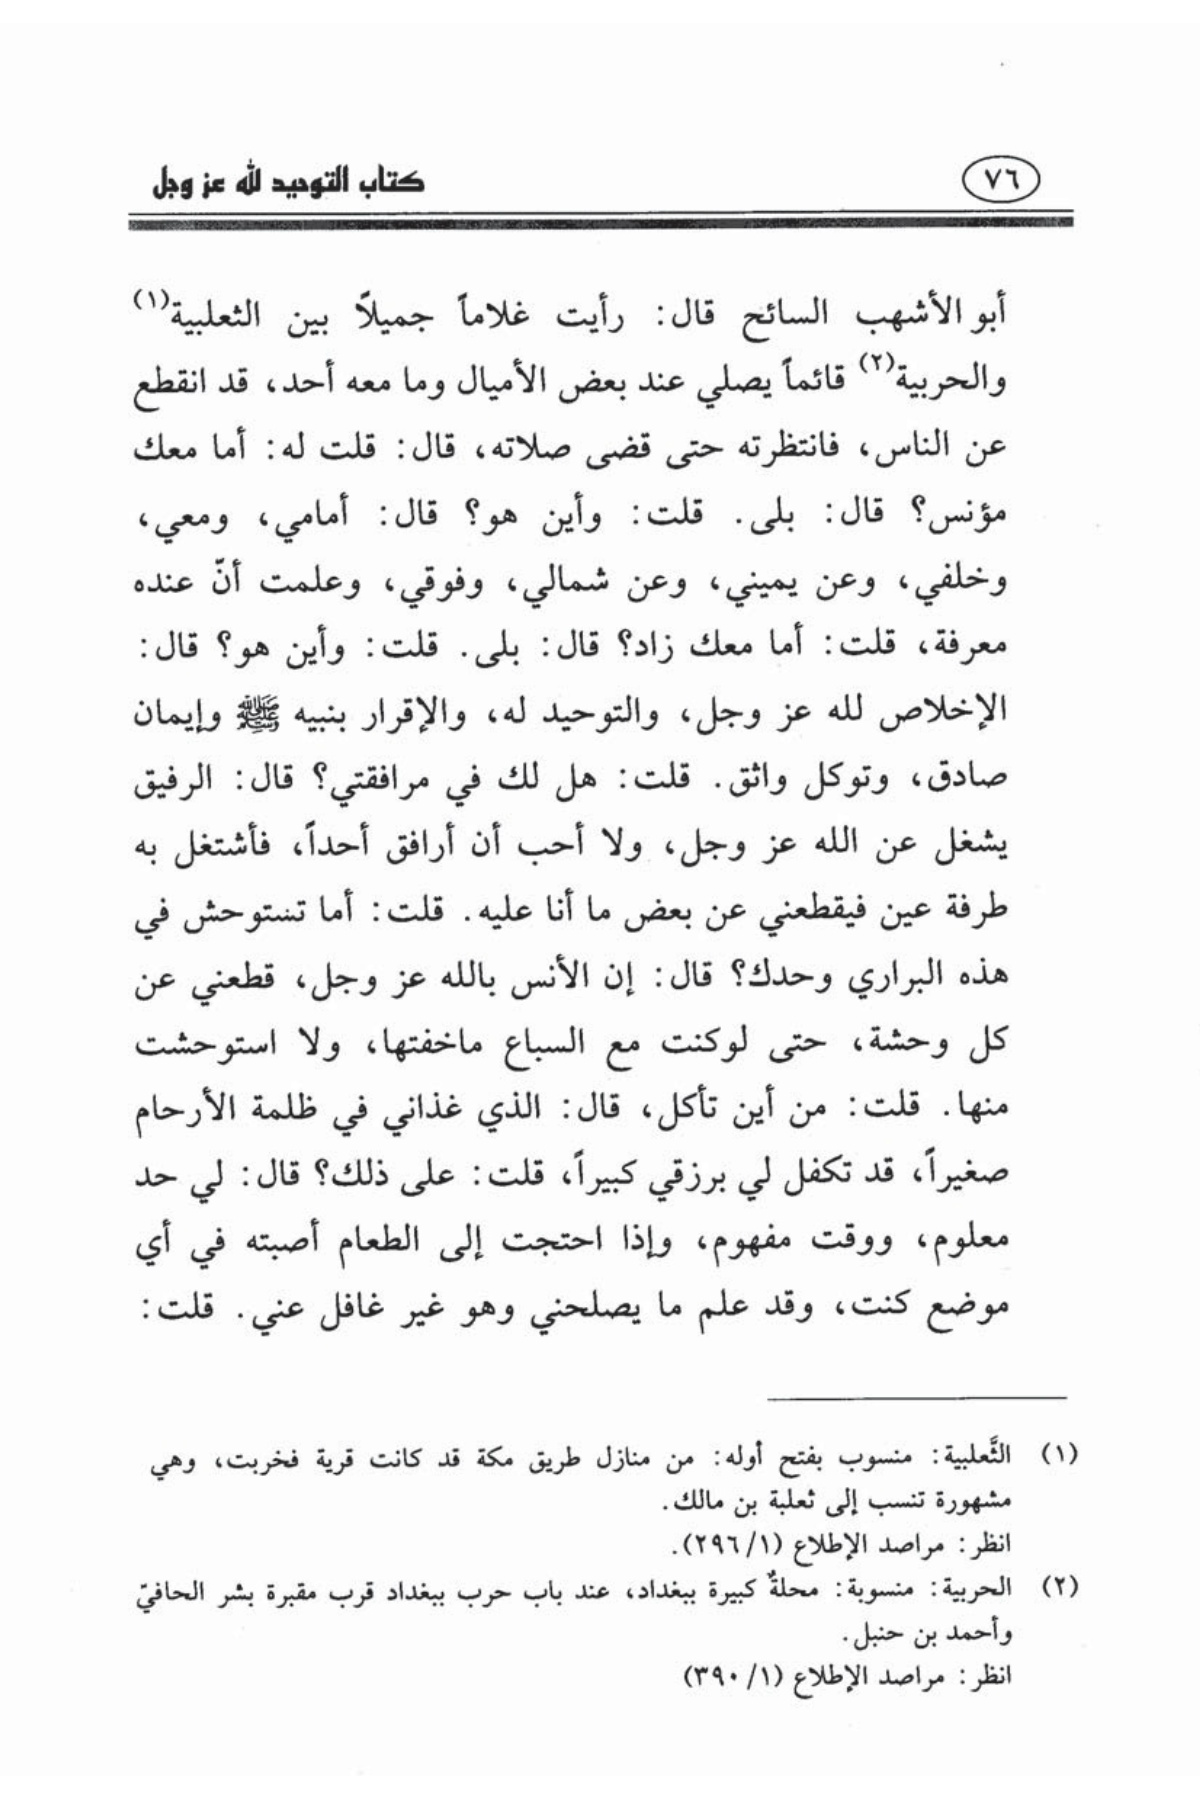 ٧٦
كتاب التوحيد لله عز وجل
أبو الأشهب السائح قال: رأيت غلاماً جميلاً بين الثعلبية(١)
والحربية(٢) قائماً يصلي عند بعض الأميال وما معه أحد، قد انقطع
عن الناس، فانتظرته حتى قضى صلاته، قال: قلت له: أما معك
مؤنس؟ قال: بلى. قلت: وأين هو؟ قال: أمامي، ومعي،
وخلفي، وعن يميني، وعن شمالي، وفوقي، وعلمت أنّ عنده
معرفة، قلت: أما معك زاد؟ قال: بلى. قلت: وأين هو؟ قال:
الإخلاص لله عز وجل، والتوحيد له، والإقرار بنبيه ﷺ وإيمان
صادق، وتوكل واثق. قلت: هل لك في مرافقتي؟ قال: الرفيق
يشغل عن الله عز وجل، ولا أحب أن أرافق أحداً، فأشتغل به
طرفة عين فيقطعني عن بعض ما أنا عليه. قلت: أما تستوحش في
هذه البراري وحدك؟ قال: إن الأنس بالله عز وجل، قطعني عن
كل وحشة، حتى لوكنت مع السباع ماخفتها، ولا استوحشت
منها. قلت: من أين تأكل، قال: الذي غذاني في ظلمة الأرحام
صغيراً، قد تكفل لي برزقي كبيراً، قلت: على ذلك؟ قال: لي حد
معلوم، ووقت مفهوم، وإذا احتجت إلى الطعام أصبته في أي
موضع كنت، وقد علم ما يصلحني وهو غير غافل عني. قلت:
(١) الثَّعلبية: منسوب بفتح أوله: من منازل طريق مكة قد كانت قرية فخربت، وهي
مشهورة تنسب إلى ثعلبة بن مالك.
انظر: مراصد الإطلاع (٢٩٦/١).
(٢) الحربية: منسوبة: محلةٌ كبيرة ببغداد، عند باب حرب ببغداد قرب مقبرة بشر الحافيّ
وأحمد بن حنبل.
انظر: مراصد الإطلاع (٣٩٠/١)